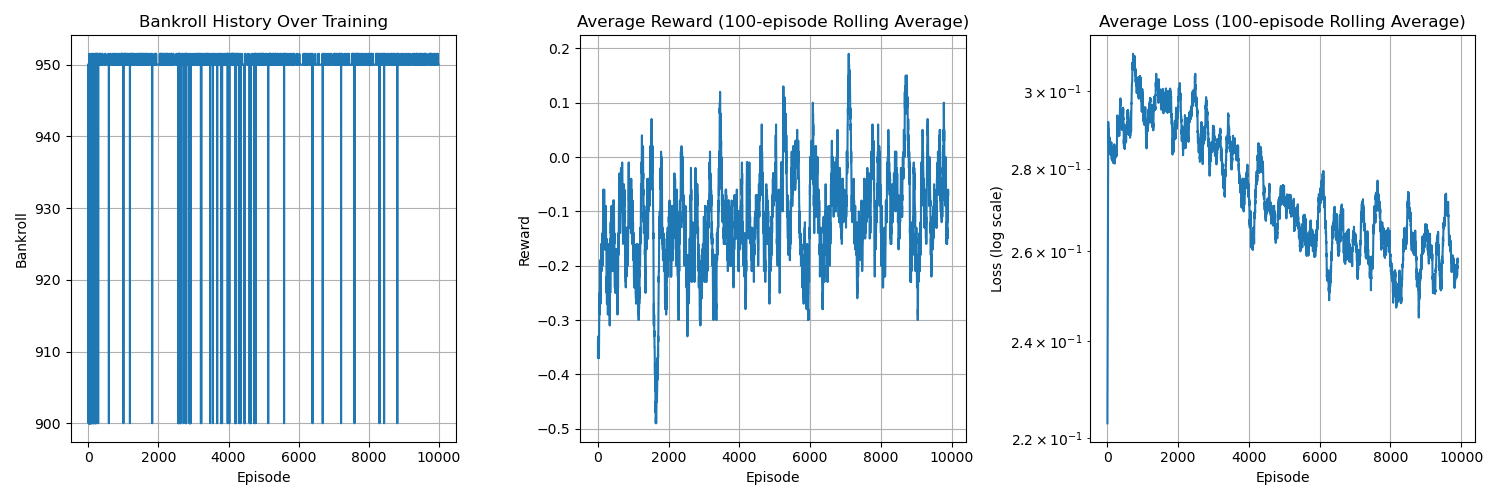 Bankroll History Over Training
Bankroll
950
940
930
920
910
900
0 2000 4000 6000 8000 10000
Episode
Average Reward (100-episode Rolling Average)
Reward
0.2
0.1
0.0
−0.1
−0.2
−0.3
−0.4
−0.5
0 2000 4000 6000 8000 10000
Episode
Average Loss (100-episode Rolling Average)
Loss (log scale)
3 × 10⁻¹
2.8 × 10⁻¹
2.6 × 10⁻¹
2.4 × 10⁻¹
2.2 × 10⁻¹
0 2000 4000 6000 8000 10000
Episode